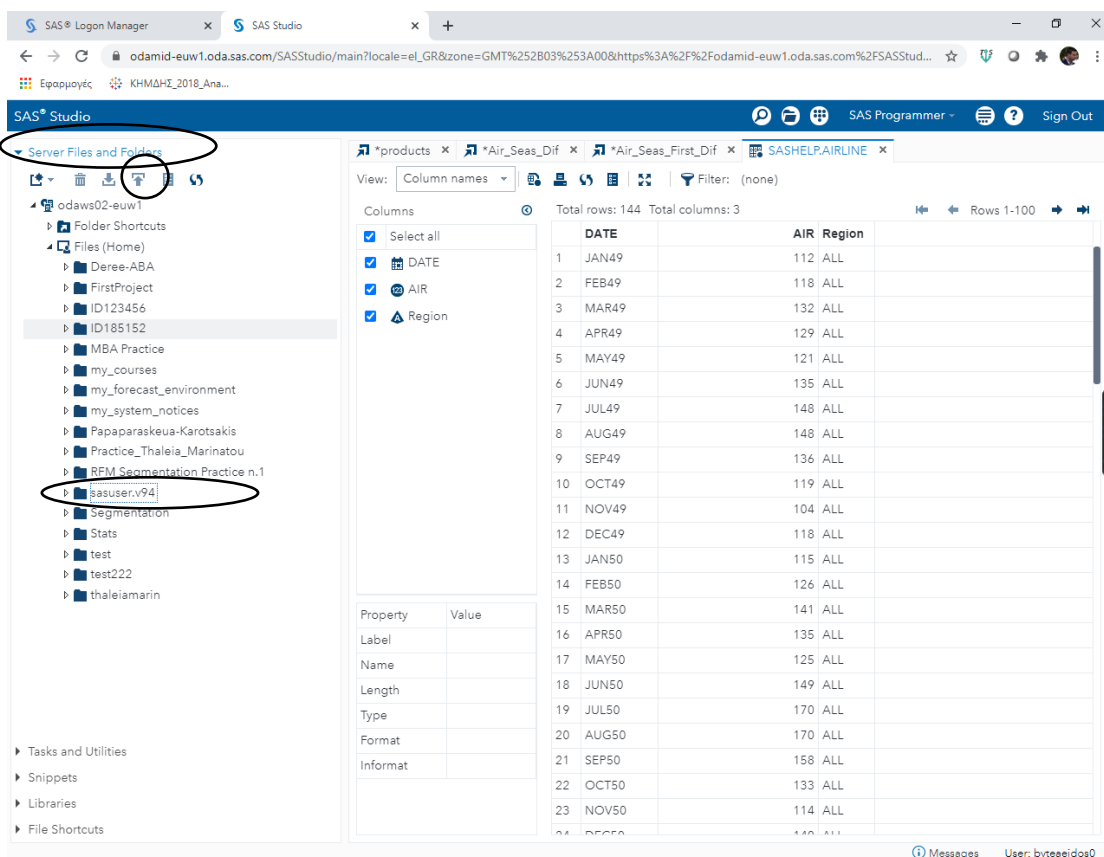 SAS® Logon Manager
SAS Studio
odamid-euw1.oda.sas.com/SASStudio/main?locale=el_GR&zone=GMT%252B03%253A00&https%3A%2F%2Fodamid-euw1.oda.sas.com%2FSASStud...
Εφαρμογές ΚΗΜΔΗΣ_2018_Ana...
SAS® Studio
SAS Programmer
Sign Out
Server Files and Folders
odaws02-euw1
Folder Shortcuts
Files (Home)
Deree-ABA
FirstProject
ID123456
ID185152
MBA Practice
my_courses
my_forecast_environment
my_system_notices
Papaparaskeua-Karotsakis
Practice_Thaleia_Marinatou
RFM Segmentation Practice n.1
sasuser.v94
Segmentation
Stats
test
test222
thaleiamarin
Tasks and Utilities
Snippets
Libraries
File Shortcuts
*products *Air_Seas_Dif *Air_Seas_First_Dif SASHELP.AIRLINE
View: Column names Filter: (none)
Columns
Select all
DATE
AIR
Region
Property Value
Label
Name
Length
Type
Format
Informat
Total rows: 144 Total columns: 3 Rows 1-100
DATE AIR Region
1 JAN49 112 ALL
2 FEB49 118 ALL
3 MAR49 132 ALL
4 APR49 129 ALL
5 MAY49 121 ALL
6 JUN49 135 ALL
7 JUL49 148 ALL
8 AUG49 148 ALL
9 SEP49 136 ALL
10 OCT49 119 ALL
11 NOV49 104 ALL
12 DEC49 118 ALL
13 JAN50 115 ALL
14 FEB50 126 ALL
15 MAR50 141 ALL
16 APR50 135 ALL
17 MAY50 125 ALL
18 JUN50 149 ALL
19 JUL50 170 ALL
20 AUG50 170 ALL
21 SEP50 158 ALL
22 OCT50 133 ALL
23 NOV50 114 ALL
24 DEC50 140 ALL
Messages User: byteaeidos0